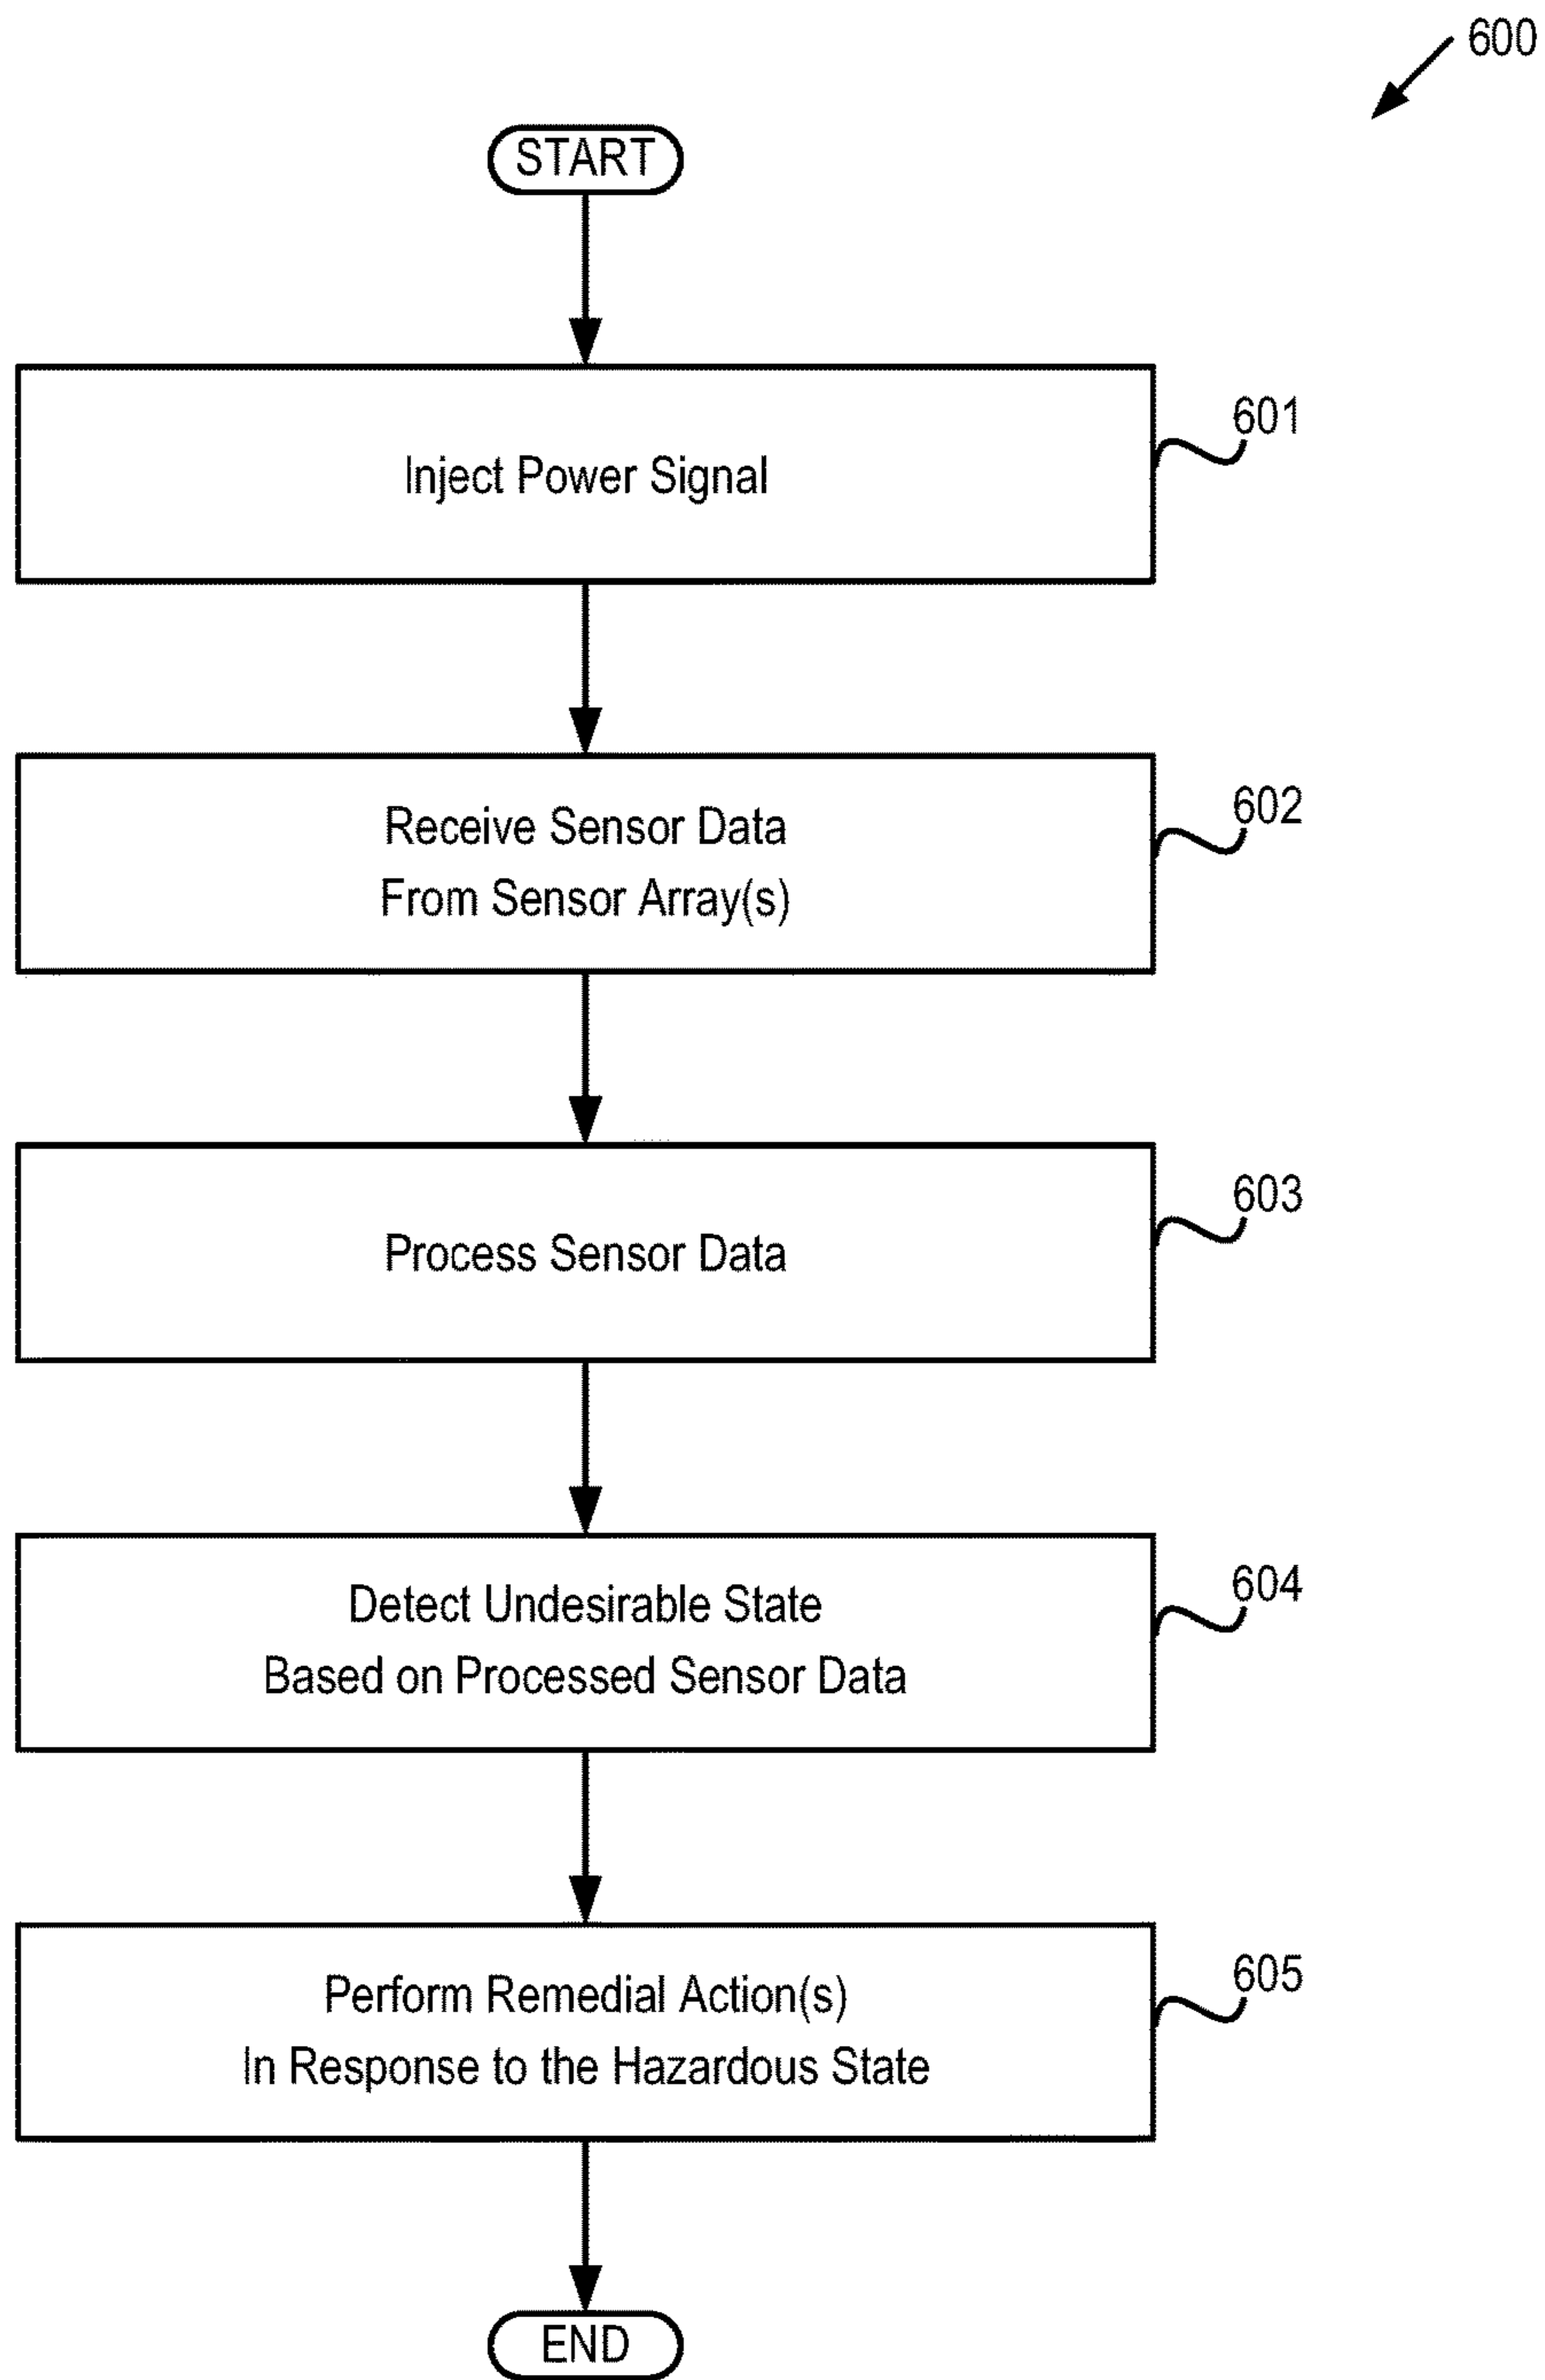 600
START
Inject Power Signal
601
Receive Sensor Data
From Sensor Array(s)
602
Process Sensor Data
603
Detect Undesirable State
Based on Processed Sensor Data
604
Perform Remedial Action(s)
In Response to the Hazardous State
605
END